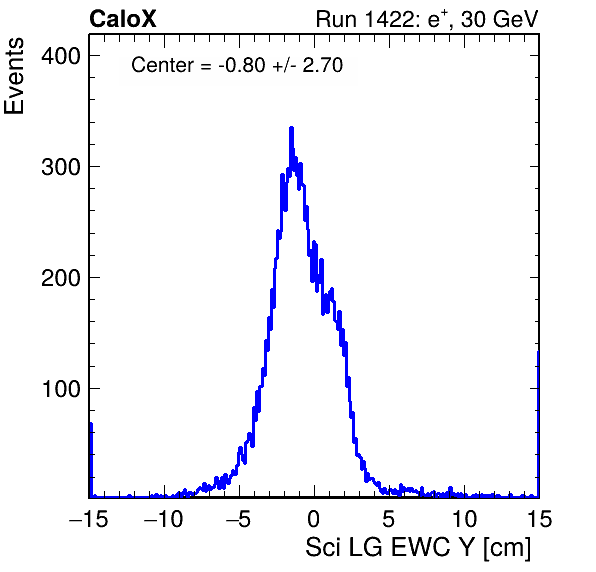 CaloX Run 1422: e⁺, 30 GeV
Center = -0.80 +/- 2.70
Events
400
300
200
100
−15 −10 −5 0 5 10 15
Sci LG EWC Y [cm]